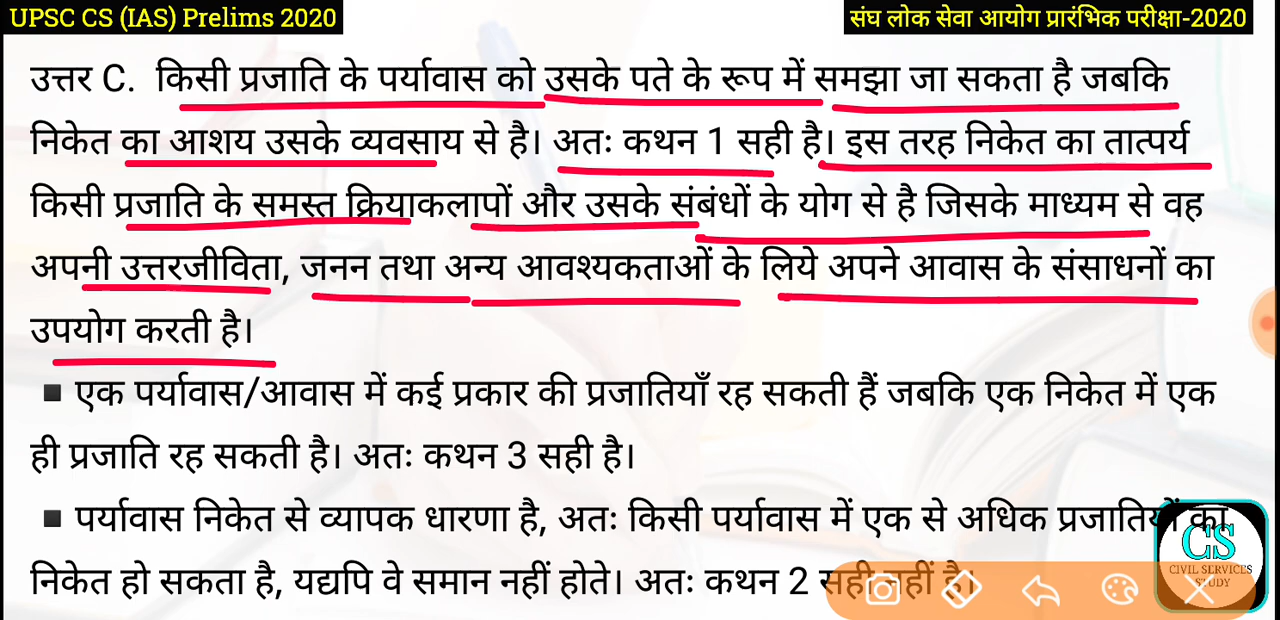 UPSC CS (IAS) Prelims 2020
संघ लोक सेवा आयोग प्रारंभिक परीक्षा-2020
उत्तर C. किसी प्रजाति के पर्यावास को उसके पते के रूप में समझा जा सकता है जबकि
निकेत का आशय उसके व्यवसाय से है। अतः कथन 1 सही है। इस तरह निकेत का तात्पर्य
किसी प्रजाति के समस्त क्रियाकलापों और उसके संबंधों के योग से है जिसके माध्यम से वह
अपनी उत्तरजीविता, जनन तथा अन्य आवश्यकताओं के लिये अपने आवास के संसाधनों का
उपयोग करती है।
▪ एक पर्यावास/आवास में कई प्रकार की प्रजातियाँ रह सकती हैं जबकि एक निकेत में एक
ही प्रजाति रह सकती है। अतः कथन 3 सही है।
▪ पर्यावास निकेत से व्यापक धारणा है, अतः किसी पर्यावास में एक से अधिक प्रजातियों का
निकेत हो सकता है, यद्यपि वे समान नहीं होते। अतः कथन 2 सही नहीं है।
CS
CIVIL SERVICES
STUDY